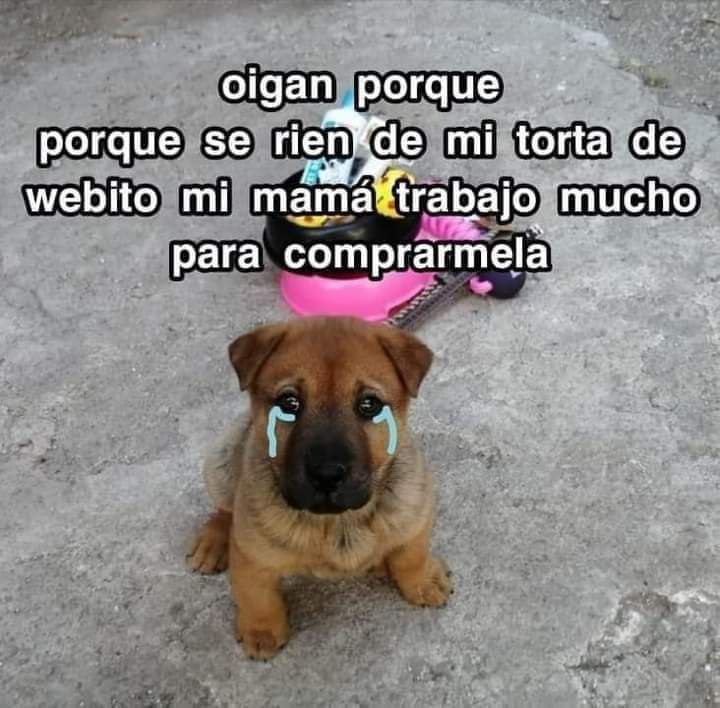 oigan porque
porque se rien de mi torta de
webito mi mamá trabajo mucho
para comprarmela